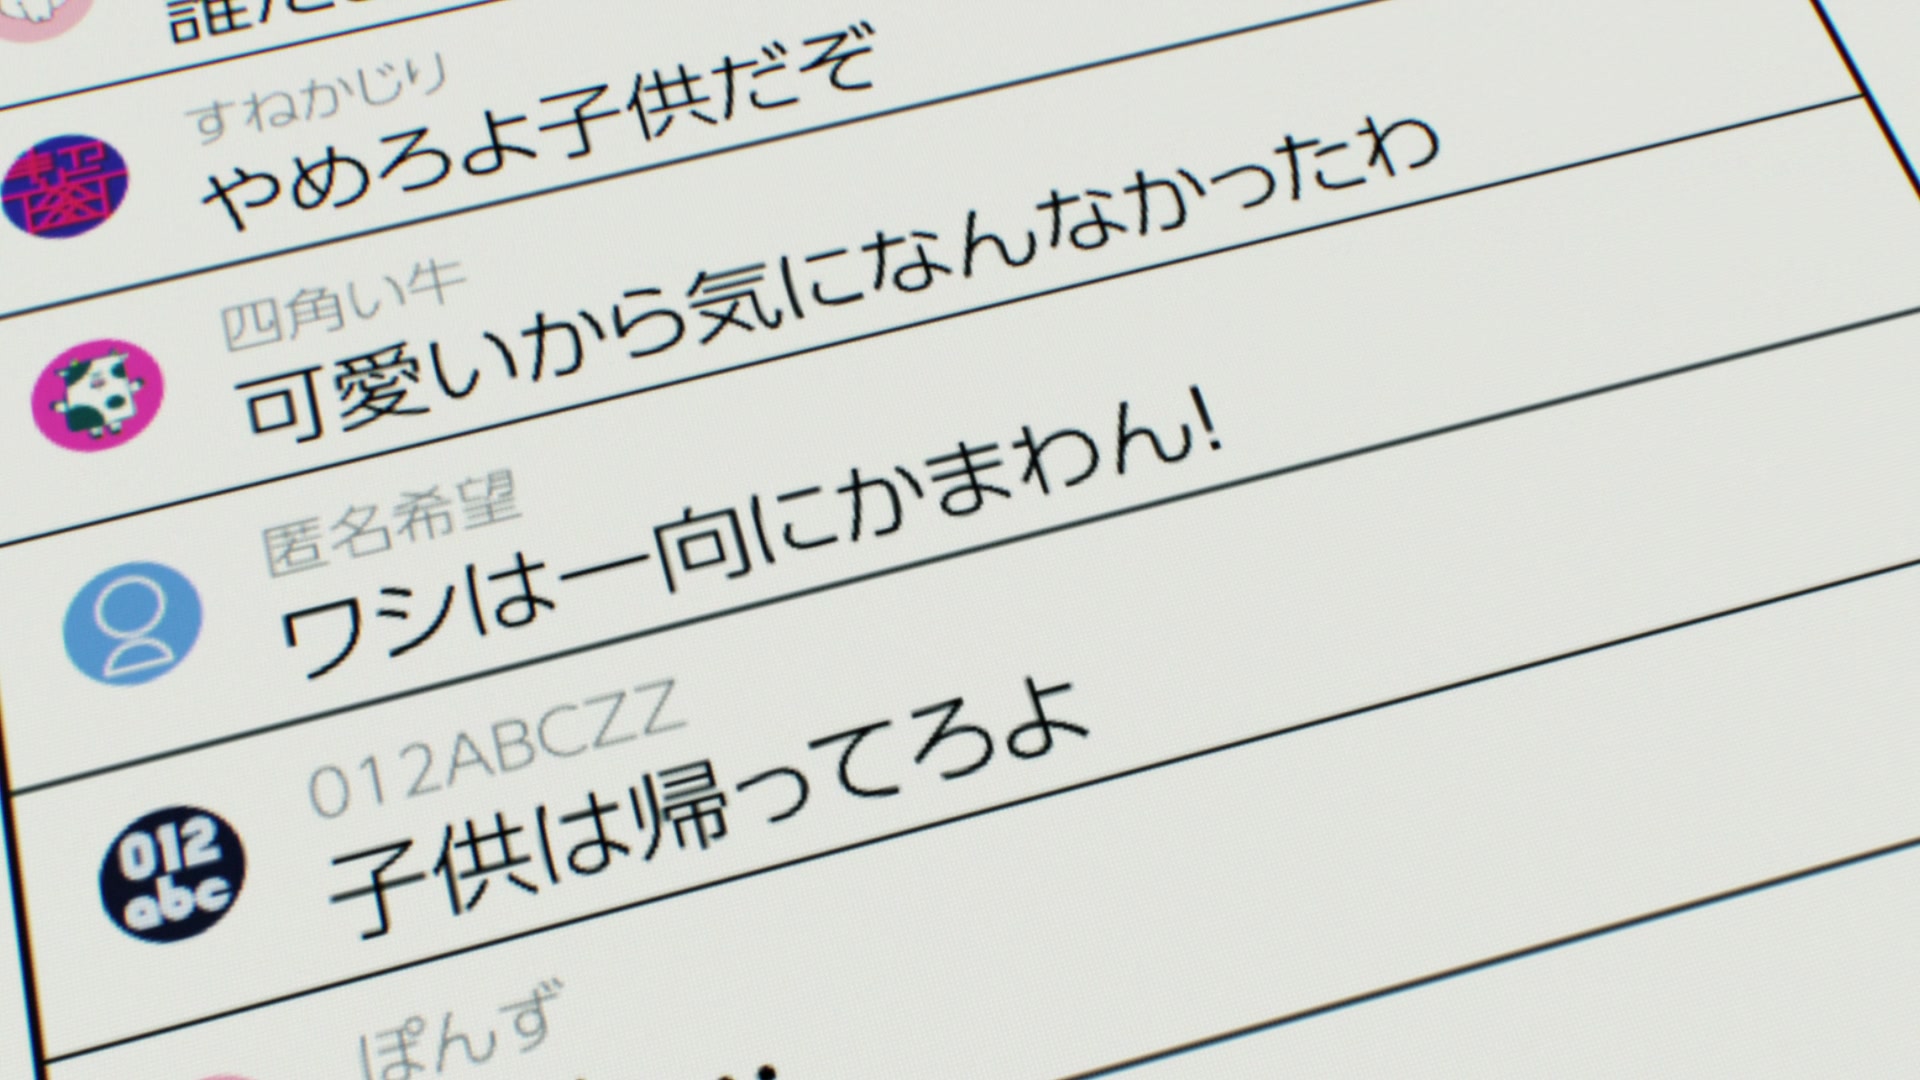 すねかじり
やめろよ子供だぞ
四角い牛
可愛いから気になんなかったわ
匿名希望
ワシは一向にかまわん!
012ABCZZ
012
abc
子供は帰ってろよ
ぽんず